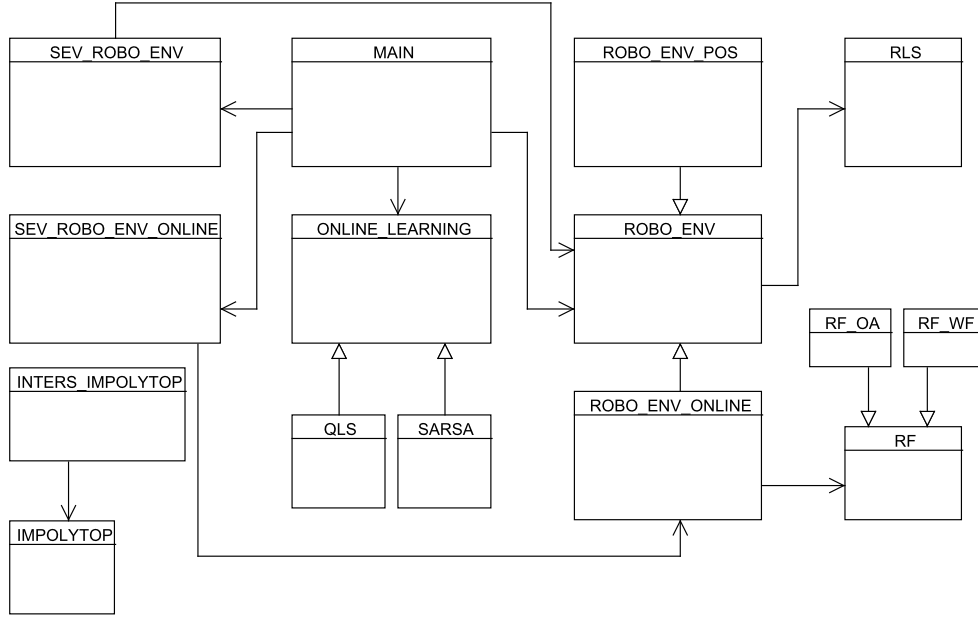 SEV_ROBO_ENV
MAIN
ROBO_ENV_POS
RLS
SEV_ROBO_ENV_ONLINE
ONLINE_LEARNING
ROBO_ENV
RF_OA
RF_WF
INTERS_IMPOLYTOP
ROBO_ENV_ONLINE
QLS
SARSA
RF
IMPOLYTOP